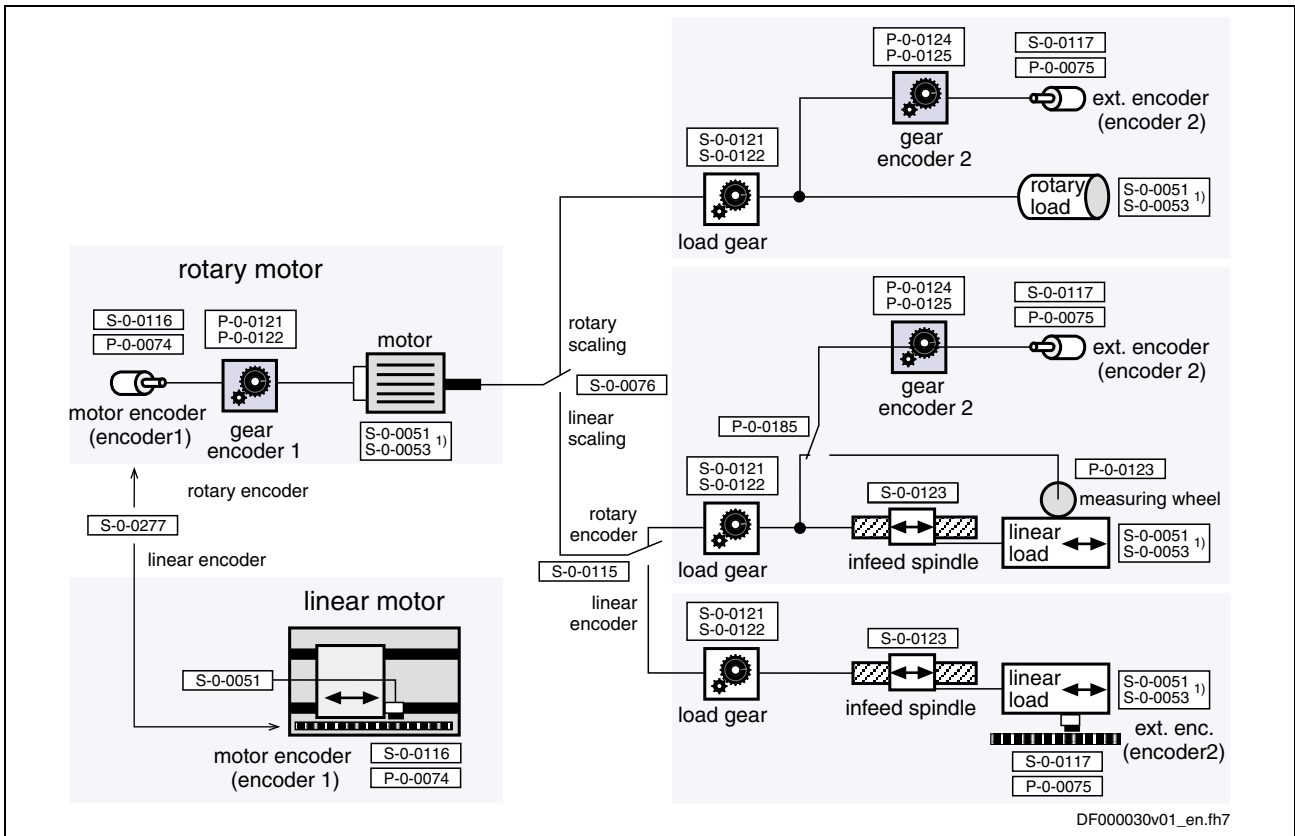 P-0-0124
P-0-0125
S-0-0117
P-0-0075
ext. encoder
(encoder 2)
gear
encoder 2
S-0-0121
S-0-0122
load gear
rotary
load
S-0-0051
S-0-0053 1)
rotary motor
S-0-0116
P-0-0074
P-0-0121
P-0-0122
motor
motor encoder
(encoder1)
gear
encoder 1
S-0-0051
S-0-0053 1)
rotary
scaling
S-0-0076
linear
scaling
P-0-0124
P-0-0125
S-0-0117
P-0-0075
ext. encoder
(encoder 2)
gear
encoder 2
P-0-0185
S-0-0121
S-0-0122
load gear
S-0-0123
infeed spindle
P-0-0123
measuring wheel
linear
load
S-0-0051
S-0-0053 1)
rotary
encoder
S-0-0115
linear
encoder
rotary encoder
S-0-0277
linear encoder
linear motor
S-0-0051
motor encoder
(encoder 1)
S-0-0116
P-0-0074
S-0-0121
S-0-0122
load gear
S-0-0123
infeed spindle
linear
load
S-0-0051
S-0-0053 1)
ext. enc.
(encoder2)
S-0-0117
P-0-0075
DF000030v01_en.fh7